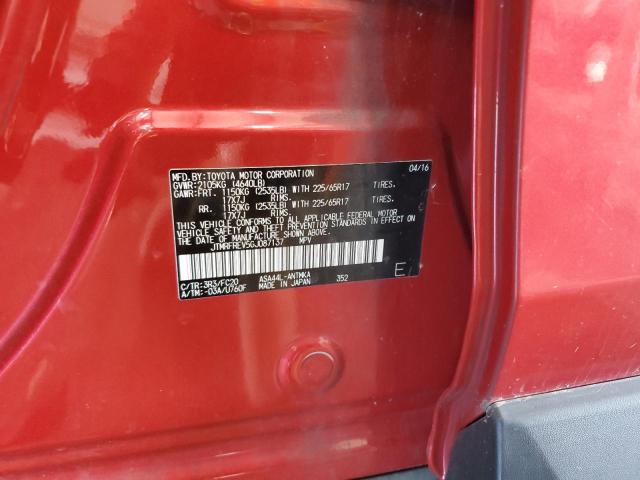 MFD. BY: TOYOTA MOTOR CORPORATION 04/16
GVWR: 2105KG (4640LB)
GAWR: FRT. 1150KG (2535LB) WITH 225/65R17 TIRES.
17X7J RIMS.
RR. 1150KG (2535LB) WITH 225/65R17 TIRES.
17X7J RIMS.
THIS VEHICLE CONFORMS TO ALL APPLICABLE FEDERAL MOTOR
VEHICLE SAFETY AND THEFT PREVENTION STANDARDS IN EFFECT ON
THE DATE OF MANUFACTURE SHOWN ABOVE.
JTMRFREV5GJ087137 MPV
C/TR: 3R3/FC20 ASA44L-ANTMKA 352
A/TM: -03A/U760F MADE IN JAPAN
E